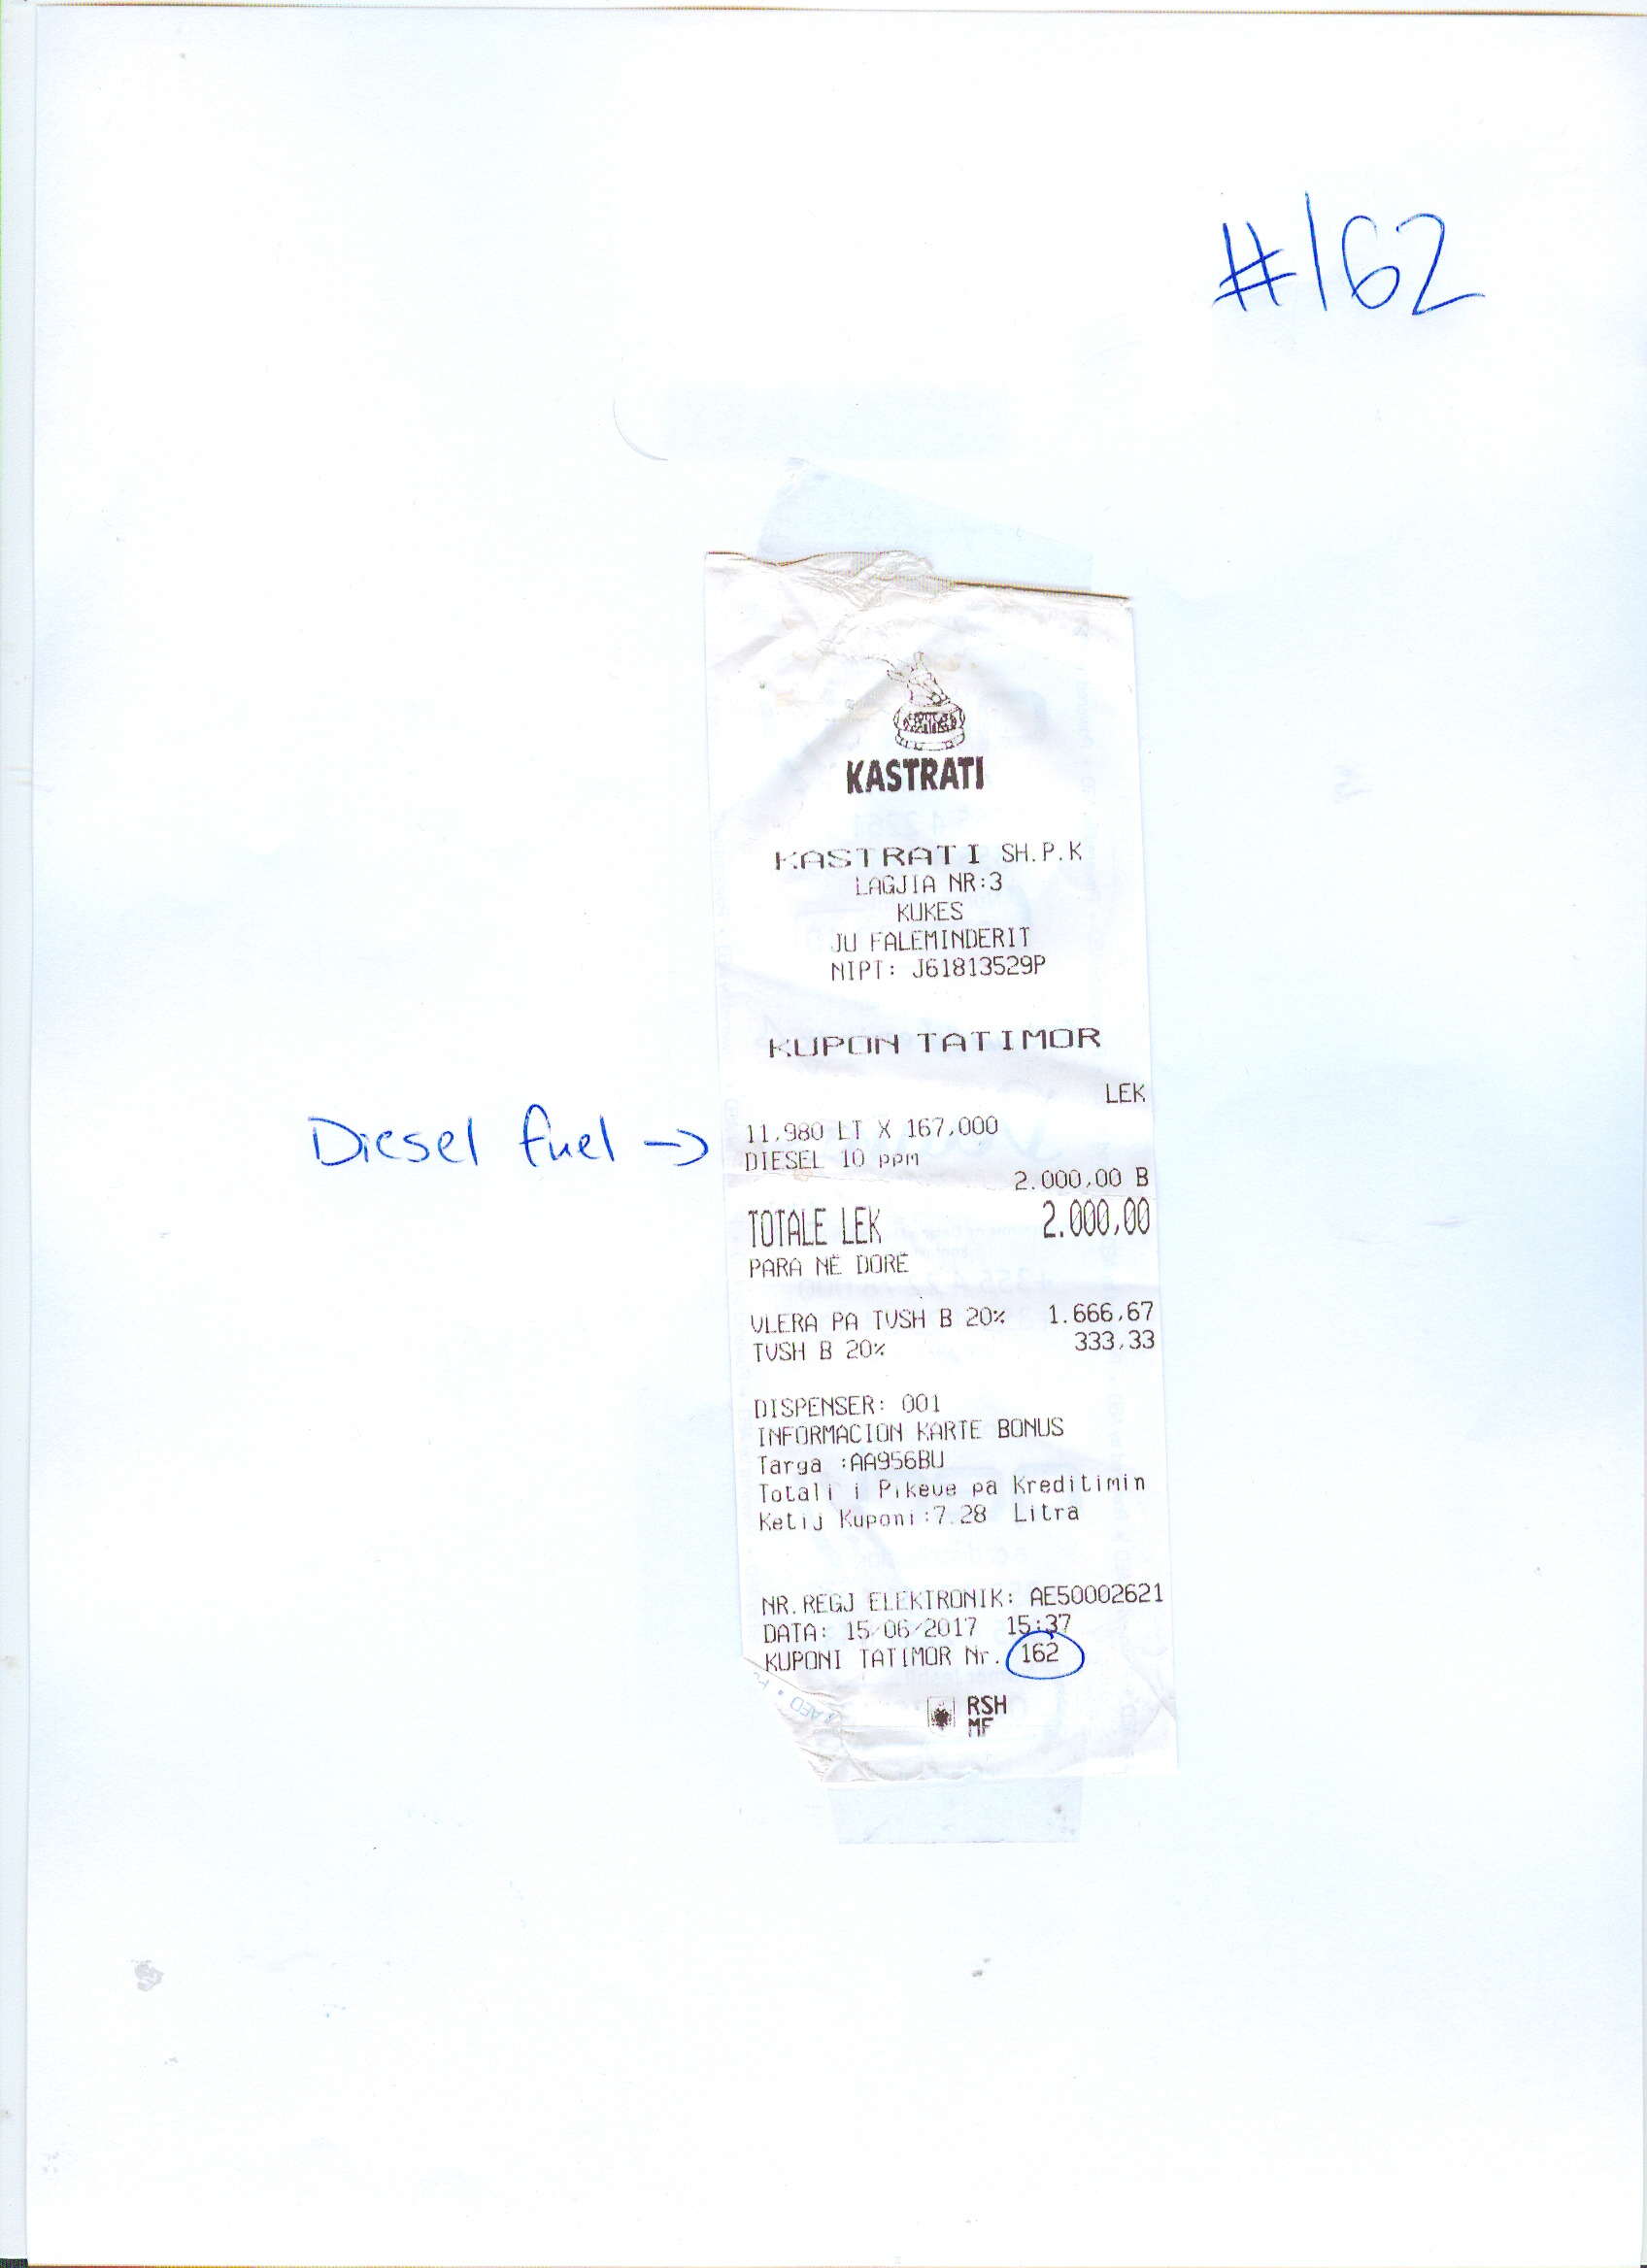 #162
KASTRATI
KASTRATI SH.P.K
LAGJIA NR:3
KUKES
JU FALEMINDERIT
NIPT: J61813529P
KUPON TATIMOR
LEK
Diesel fuel →
11,980 LT X 167,000
DIESEL 10 ppm
2.000,00 B
TOTALE LEK 2.000,00
PARA NË DORË
VLERA PA TVSH B 20% 1.666,67
TVSH B 20% 333,33
DISPENSER: 001
INFORMACION KARTE BONUS
Targa :AA956BU
Totali i Pikeve pa Kreditimin
Ketij Kuponi:7.28 Litra
NR.REGJ ELEKTRONIK: AE50002621
DATA: 15/06/2017 15:37
KUPONI TATIMOR Nr. 162
RSH
MF